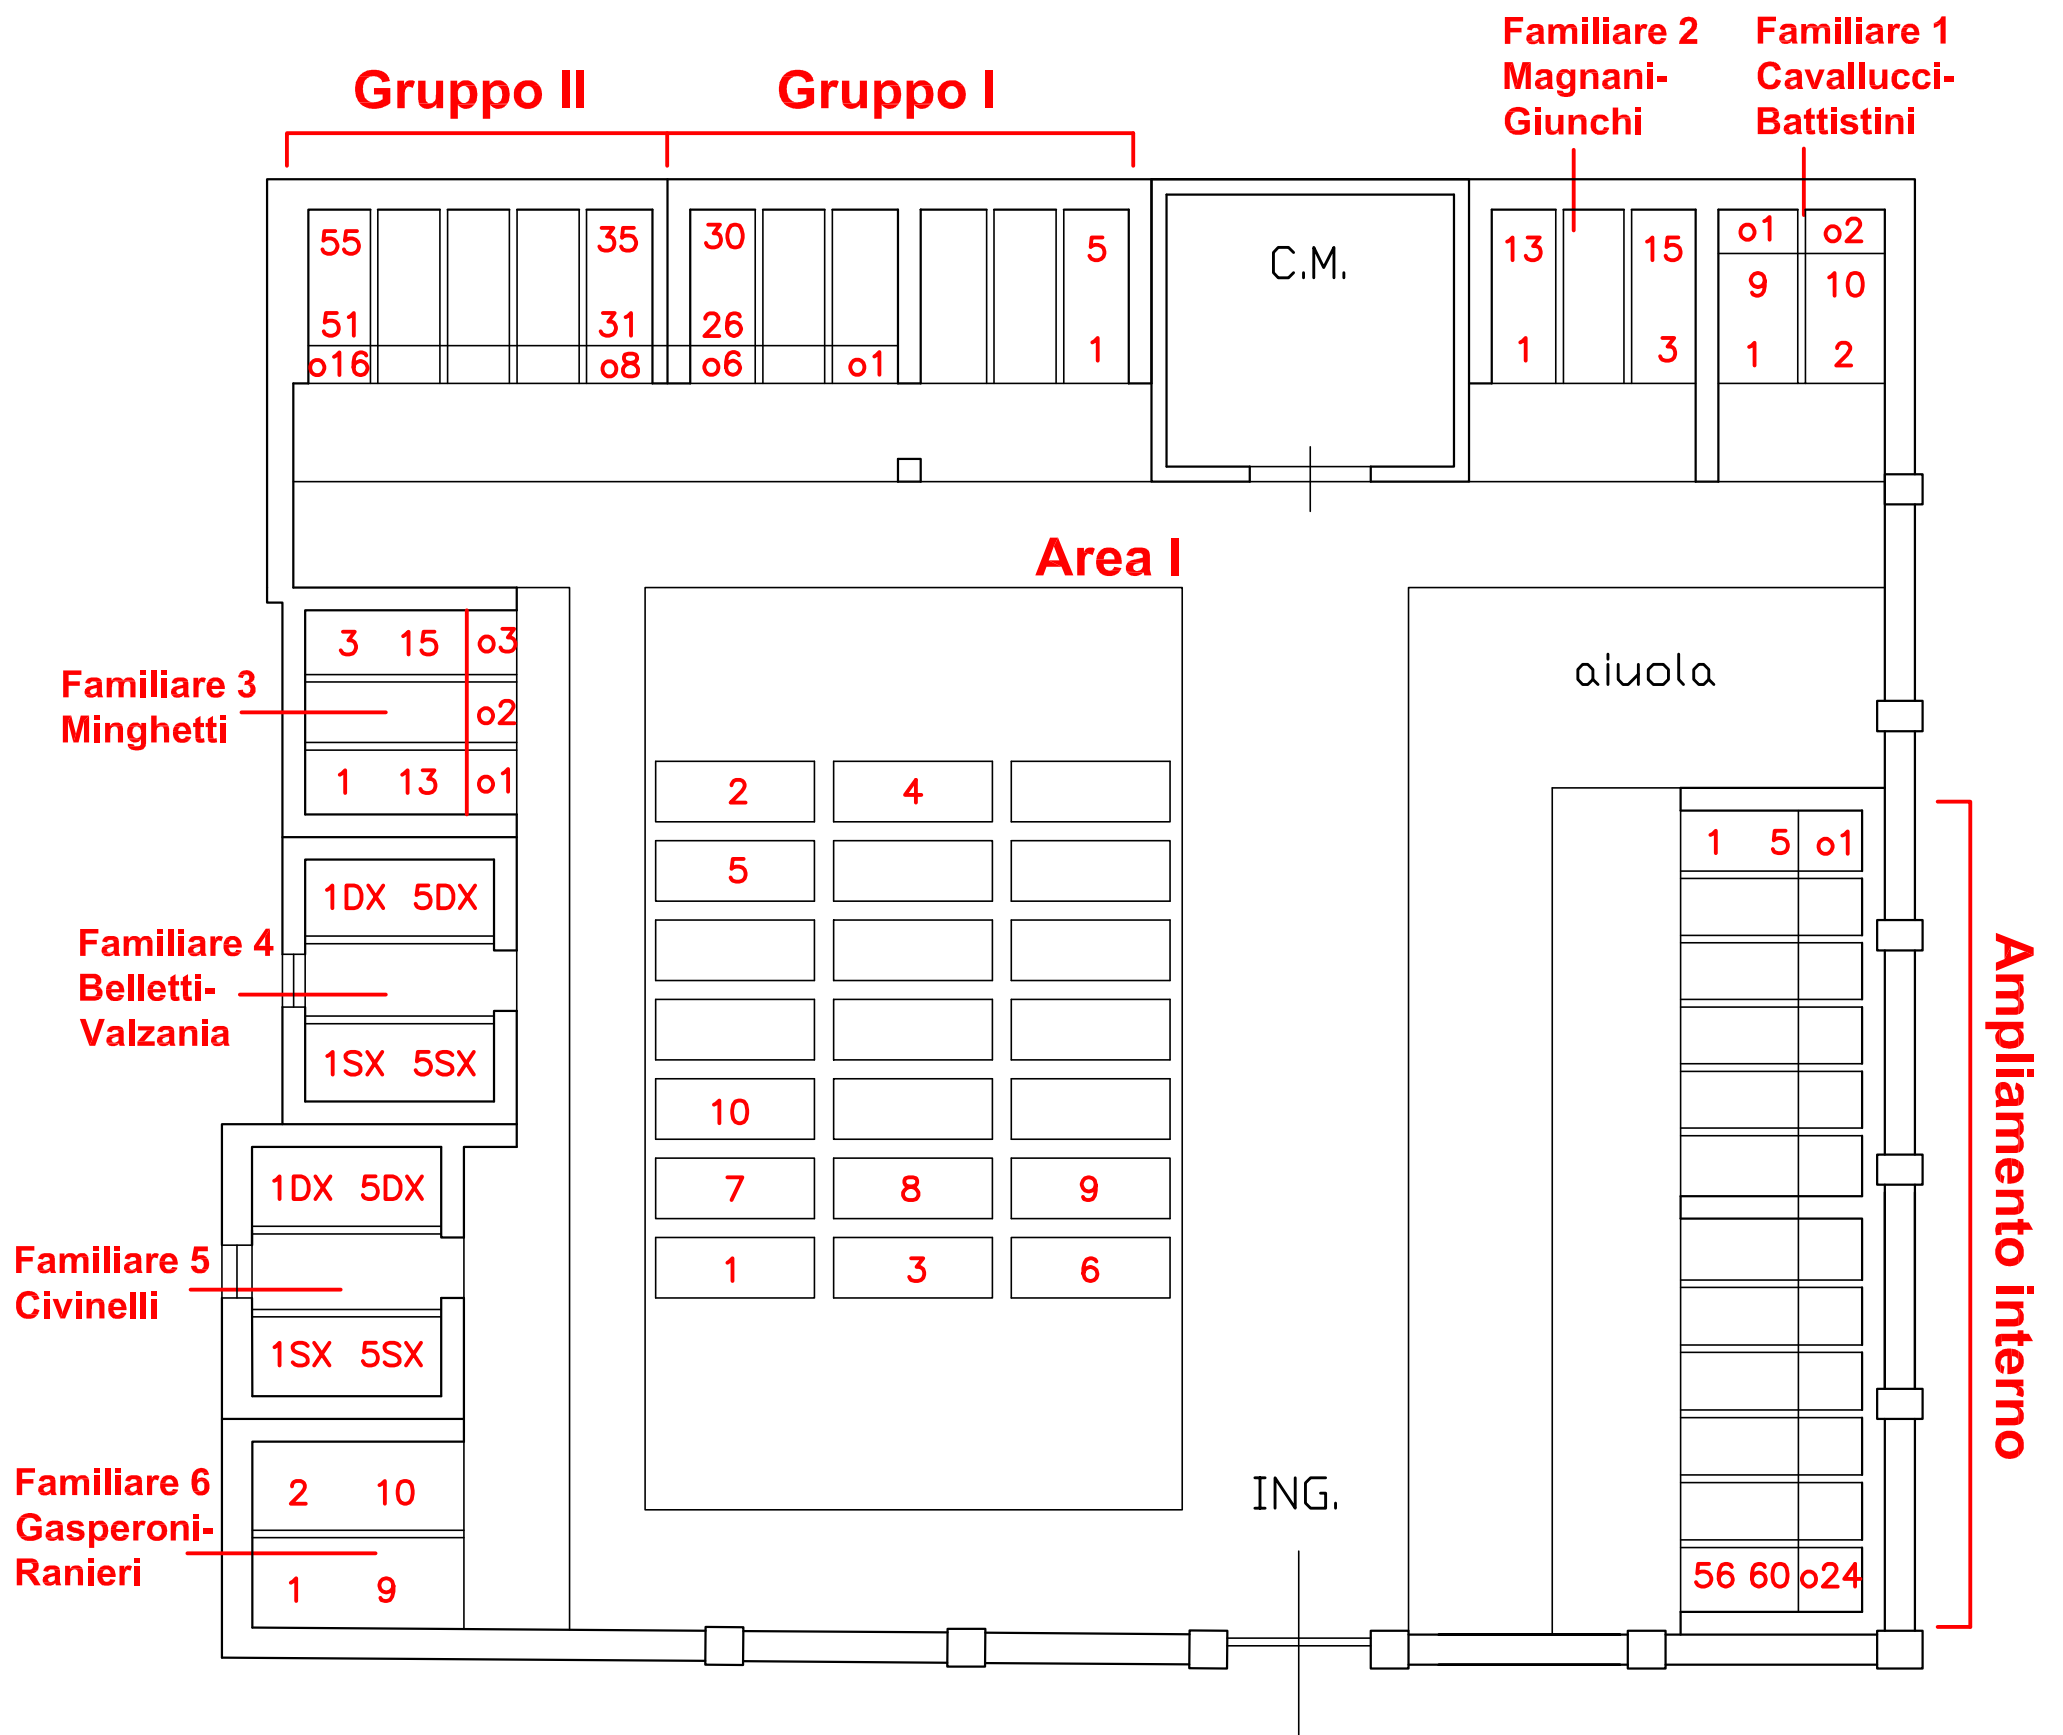 Familiare 2
Magnani-
Giunchi
Familiare 1
Cavallucci-
Battistini
Gruppo II
Gruppo I
55
35
30
5
51
31
26
1
o16
o8
o6
o1
C.M.
13
15
1
3
o1
o2
9
10
1
2
Area I
aiuola
Familiare 3
Minghetti
3 15 o3
o2
1 13 o1
Familiare 4
Belletti-
Valzania
1DX 5DX
1SX 5SX
Familiare 5
Civinelli
1DX 5DX
1SX 5SX
Familiare 6
Gasperoni-
Ranieri
2 10
1 9
2 4
5
10
7 8 9
1 3 6
ING.
1 5 o1
56 60 o24
Ampliamento interno